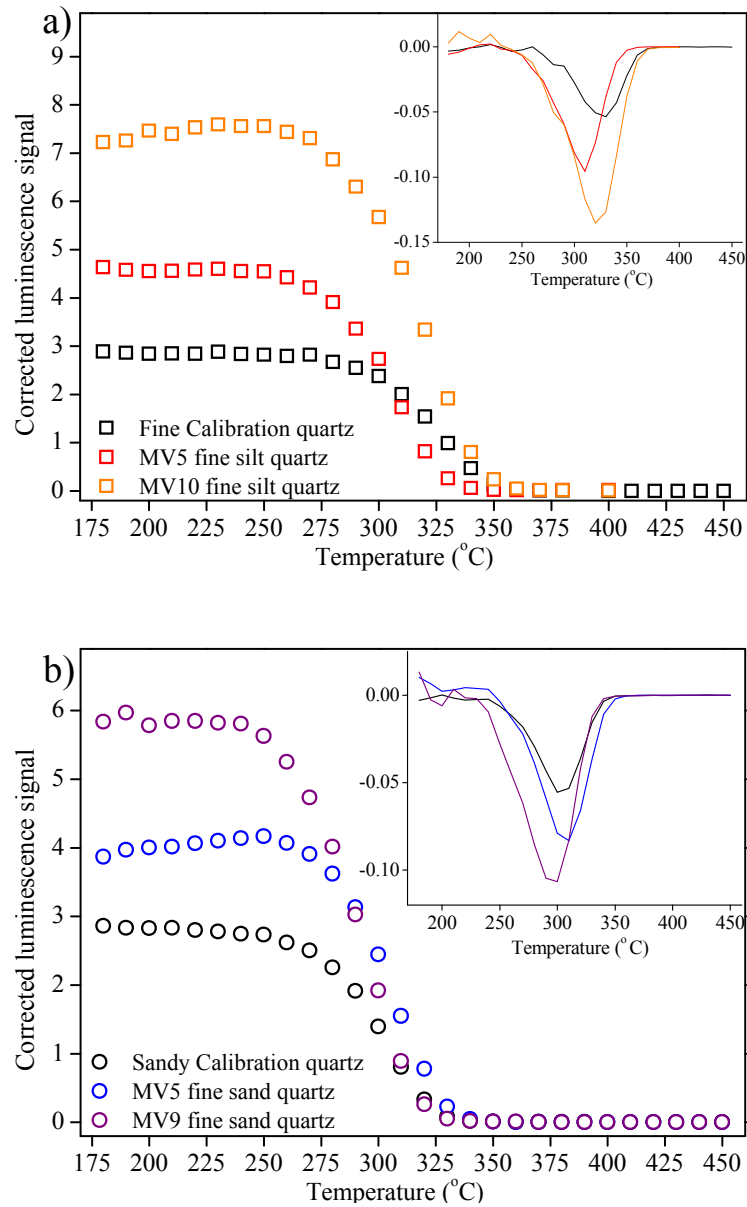 a)
Corrected luminescence signal
9
8
7
6
5
4
3
2
1
0
0.00
-0.05
-0.10
-0.15
200 250 300 350 400 450
Temperature (°C)
Fine Calibration quartz
MV5 fine silt quartz
MV10 fine silt quartz
175 200 225 250 275 300 325 350 375 400 425 450
Temperature (°C)
b)
Corrected luminescence signal
6
5
4
3
2
1
0
0.00
-0.05
-0.10
200 250 300 350 400 450
Temperature (°C)
Sandy Calibration quartz
MV5 fine sand quartz
MV9 fine sand quartz
175 200 225 250 275 300 325 350 375 400 425 450
Temperature (°C)